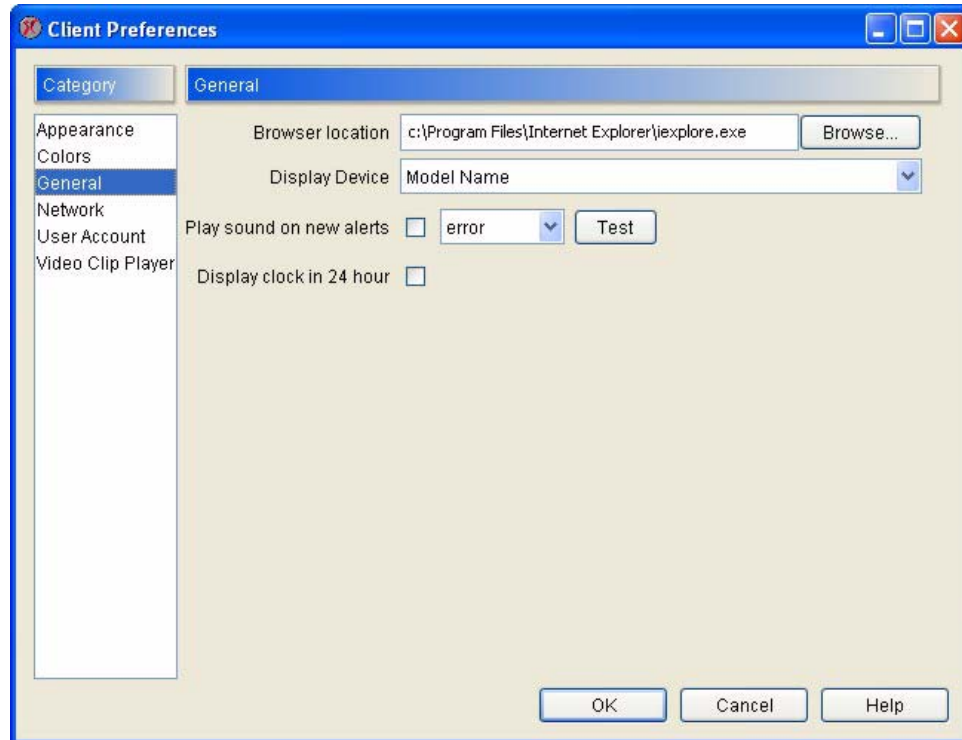 Client Preferences
Category
General
Appearance
Colors
General
Network
User Account
Video Clip Player
Browser location c:\Program Files\Internet Explorer\iexplore.exe Browse...
Display Device Model Name
Play sound on new alerts error Test
Display clock in 24 hour
OK Cancel Help